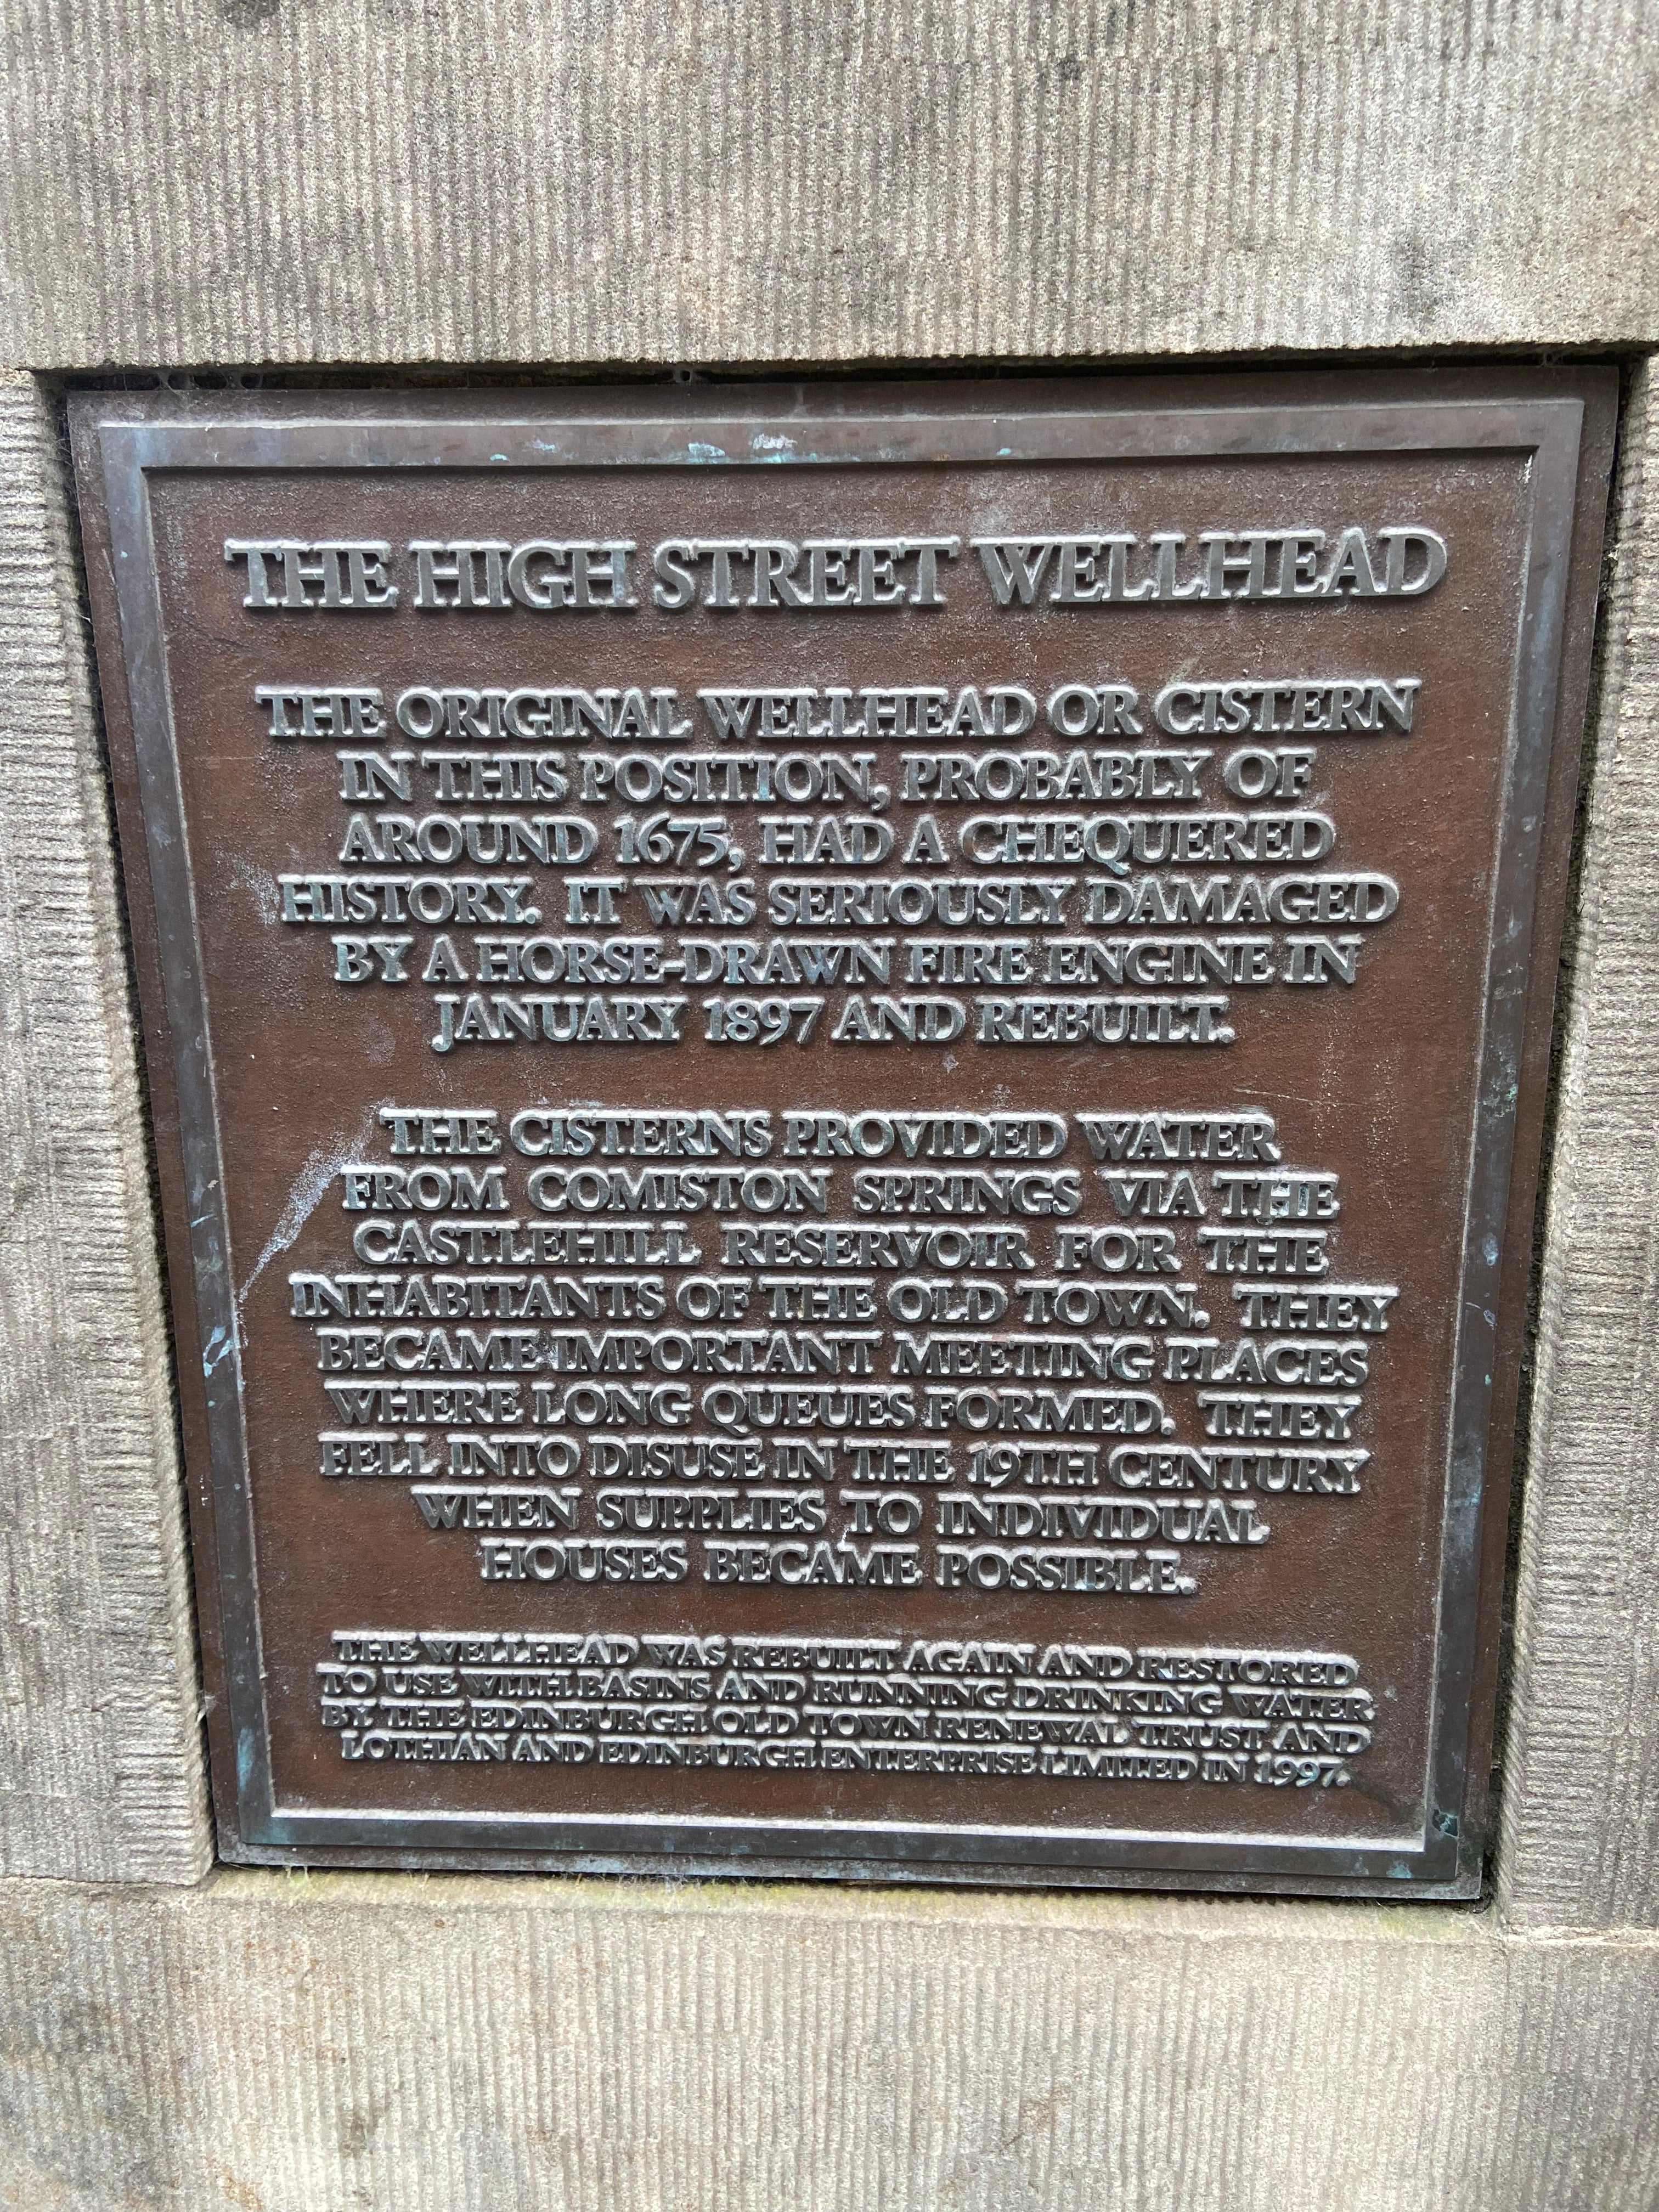 THE HIGH STREET WELLHEAD
THE ORIGINAL WELLHEAD OR CISTERN
IN THIS POSITION, PROBABLY OF
AROUND 1675, HAD A CHEQUERED
HISTORY. IT WAS SERIOUSLY DAMAGED
BY A HORSE-DRAWN FIRE ENGINE IN
JANUARY 1897 AND REBUILT.
THE CISTERNS PROVIDED WATER
FROM COMISTON SPRINGS VIA THE
CASTLEHILL RESERVOIR FOR THE
INHABITANTS OF THE OLD TOWN. THEY
BECAME IMPORTANT MEETING PLACES
WHERE LONG QUEUES FORMED. THEY
FELL INTO DISUSE IN THE 19TH CENTURY
WHEN SUPPLIES TO INDIVIDUAL
HOUSES BECAME POSSIBLE.
THE WELLHEAD WAS REBUILT AGAIN AND RESTORED
TO USE WITH BASINS AND RUNNING DRINKING WATER
BY THE EDINBURGH OLD TOWN RENEWAL TRUST AND
LOTHIAN AND EDINBURGH ENTERPRISE LIMITED IN 1997.